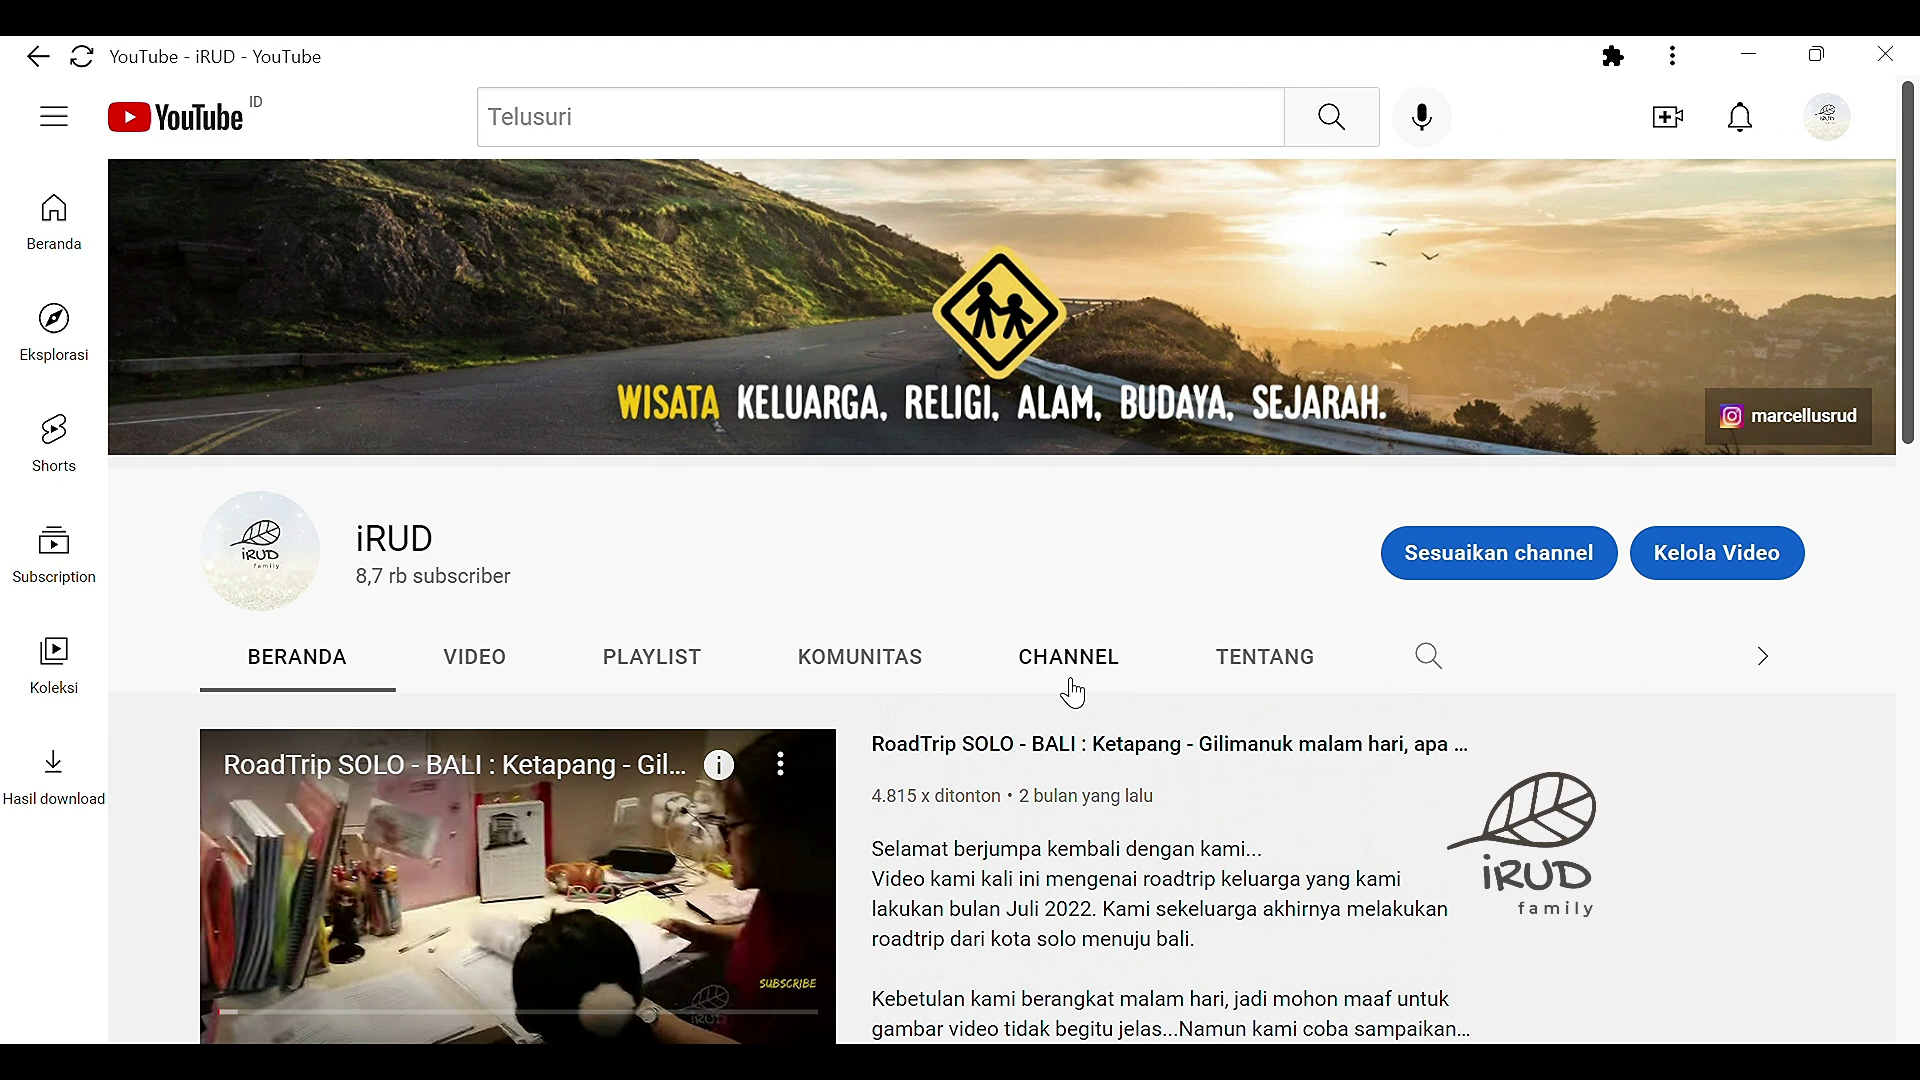 YouTube - iRUD - YouTube
YouTube ID
Telusuri
Beranda
Eksplorasi
Shorts
Subscription
Koleksi
Hasil download
WISATA KELUARGA, RELIGI, ALAM, BUDAYA, SEJARAH.
marcellusrud
iRUD
family
iRUD
8,7 rb subscriber
Sesuaikan channel
Kelola Video
BERANDA VIDEO PLAYLIST KOMUNITAS CHANNEL TENTANG
RoadTrip SOLO - BALI : Ketapang - Gil...
SUBSCRIBE
iRUD
RoadTrip SOLO - BALI : Ketapang - Gilimanuk malam hari, apa ...
4.815 x ditonton • 2 bulan yang lalu
Selamat berjumpa kembali dengan kami...
Video kami kali ini mengenai roadtrip keluarga yang kami
lakukan bulan Juli 2022. Kami sekeluarga akhirnya melakukan
roadtrip dari kota solo menuju bali.
Kebetulan kami berangkat malam hari, jadi mohon maaf untuk
gambar video tidak begitu jelas...Namun kami coba sampaikan...
iRUD
family